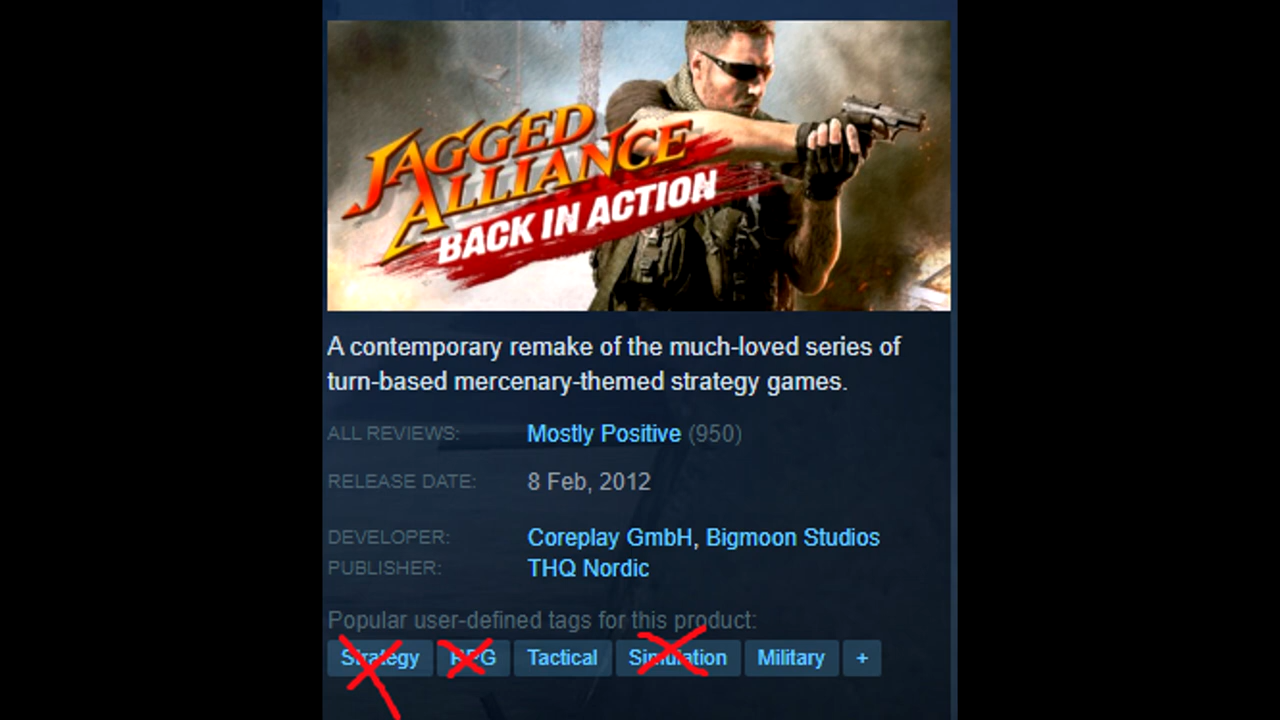 JAGGED
ALLIANCE
BACK IN ACTION
A contemporary remake of the much-loved series of
turn-based mercenary-themed strategy games.
ALL REVIEWS: Mostly Positive (950)
RELEASE DATE: 8 Feb, 2012
DEVELOPER: Coreplay GmbH, Bigmoon Studios
PUBLISHER: THQ Nordic
Popular user-defined tags for this product:
Strategy RPG Tactical Simulation Military +